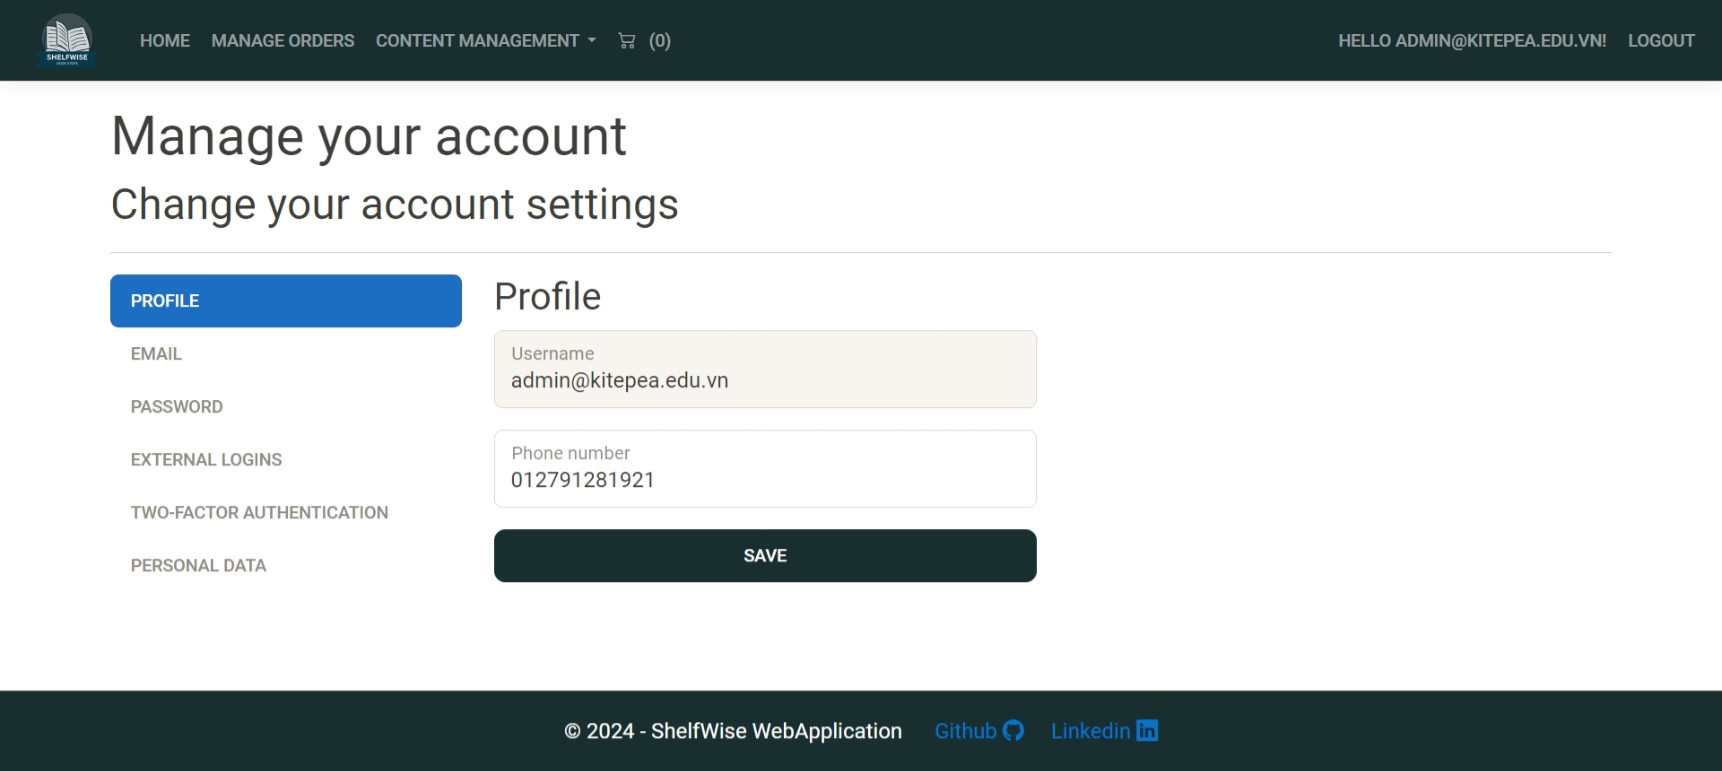 SHELFWISE
HOME MANAGE ORDERS CONTENT MANAGEMENT (0) HELLO ADMIN@KITEPEA.EDU.VN! LOGOUT
Manage your account
Change your account settings
PROFILE
EMAIL
PASSWORD
EXTERNAL LOGINS
TWO-FACTOR AUTHENTICATION
PERSONAL DATA
Profile
Username
admin@kitepea.edu.vn
Phone number
012791281921
SAVE
© 2024 - ShelfWise WebApplication Github Linkedin